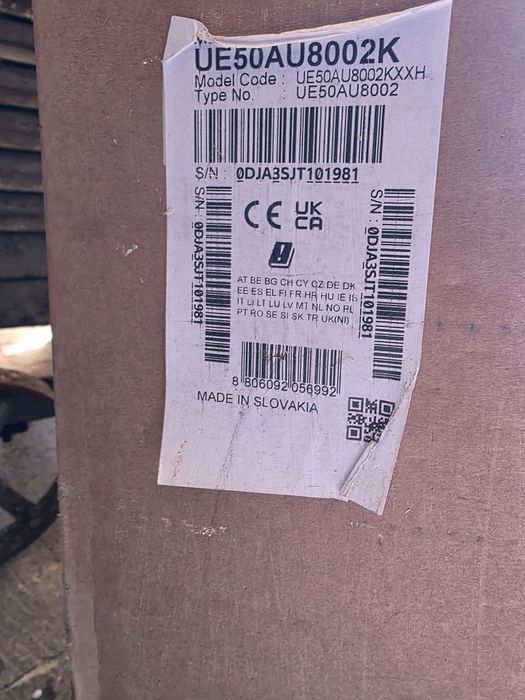 UE50AU8002K
Model Code : UE50AU8002KXXH
Type No. : UE50AU8002
S/N : 0DJA3SJT101981
S/N : 0DJA3SJT101981
S/N : 0DJA3SJT101981
CE UK CA
AT BE BG CH CY CZ DE DK
EE ES EL FI FR HR HU IE IS
IT LI LT LU LV MT NL NO PL
PT RO SE SI SK TR UK(NI)
8 806092 056992
MADE IN SLOVAKIA